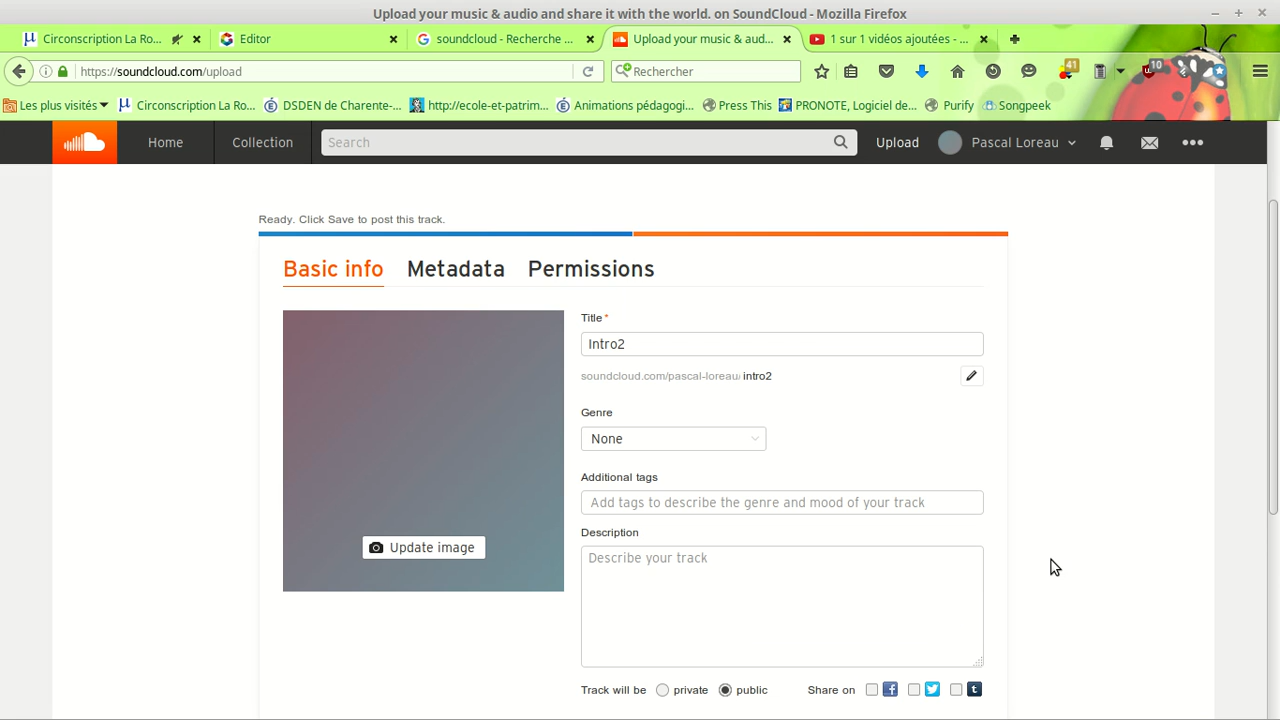 Upload your music & audio and share it with the world. on SoundCloud - Mozilla Firefox
Circonscription La Ro...
Editor
soundcloud - Recherche ...
Upload your music & aud...
1 sur 1 vidéos ajoutées - ...
https://soundcloud.com/upload
Rechercher
41
10
Les plus visités
Circonscription La Ro...
DSDEN de Charente-...
http://ecole-et-patrim...
Animations pédagogi...
Press This
PRONOTE, Logiciel de...
Purify
Songpeek
Home
Collection
Search
Upload
Pascal Loreau
Ready. Click Save to post this track.
Basic info
Metadata
Permissions
Title *
Intro2
soundcloud.com/pascal-loreau/ intro2
Genre
None
Additional tags
Add tags to describe the genre and mood of your track
Description
Describe your track
Update image
Track will be private public Share on